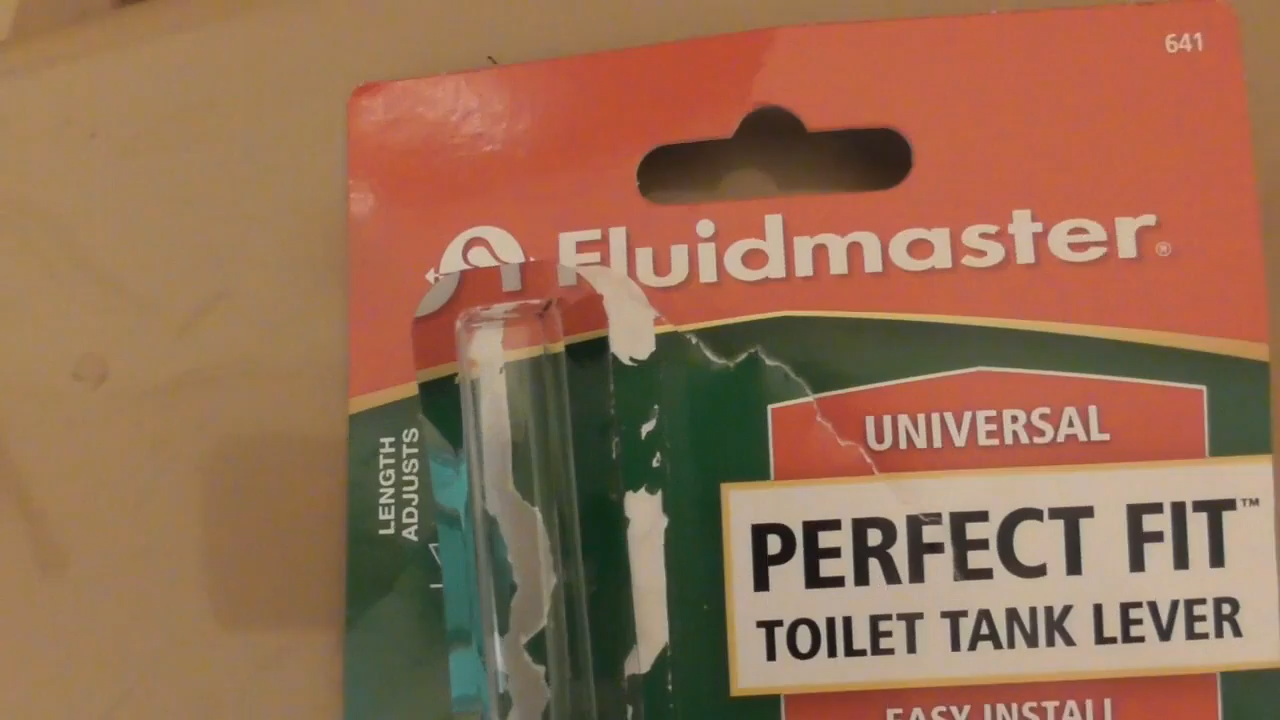 641
Fluidmaster®
LENGTH
ADJUSTS
UNIVERSAL
PERFECT FIT™
TOILET TANK LEVER
EASY INSTALL